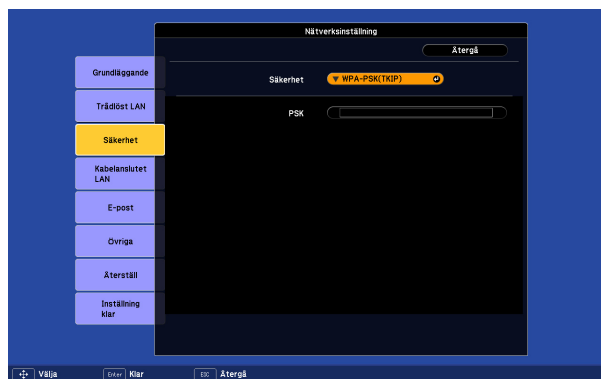 Nätverksinställning
Återgå
Grundläggande
Säkerhet
WPA-PSK(TKIP)
Trådlöst LAN
PSK
Säkerhet
Kabelanslutet
LAN
E-post
Övriga
Återställ
Inställning
klar
Välja
Enter Klar
ESC Återgå